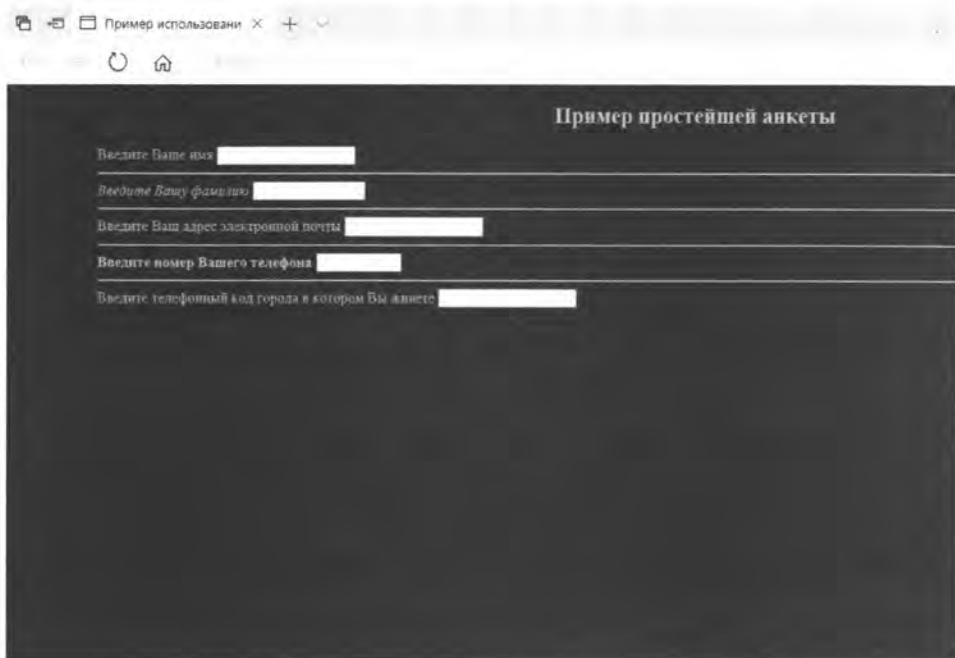 Пример использовани
Пример простейшей анкеты
Введите Ваше имя
Введите Вашу фамилию
Введите Ваш адрес электронной почты
Введите номер Вашего телефона
Введите телефонный код города в котором Вы живете